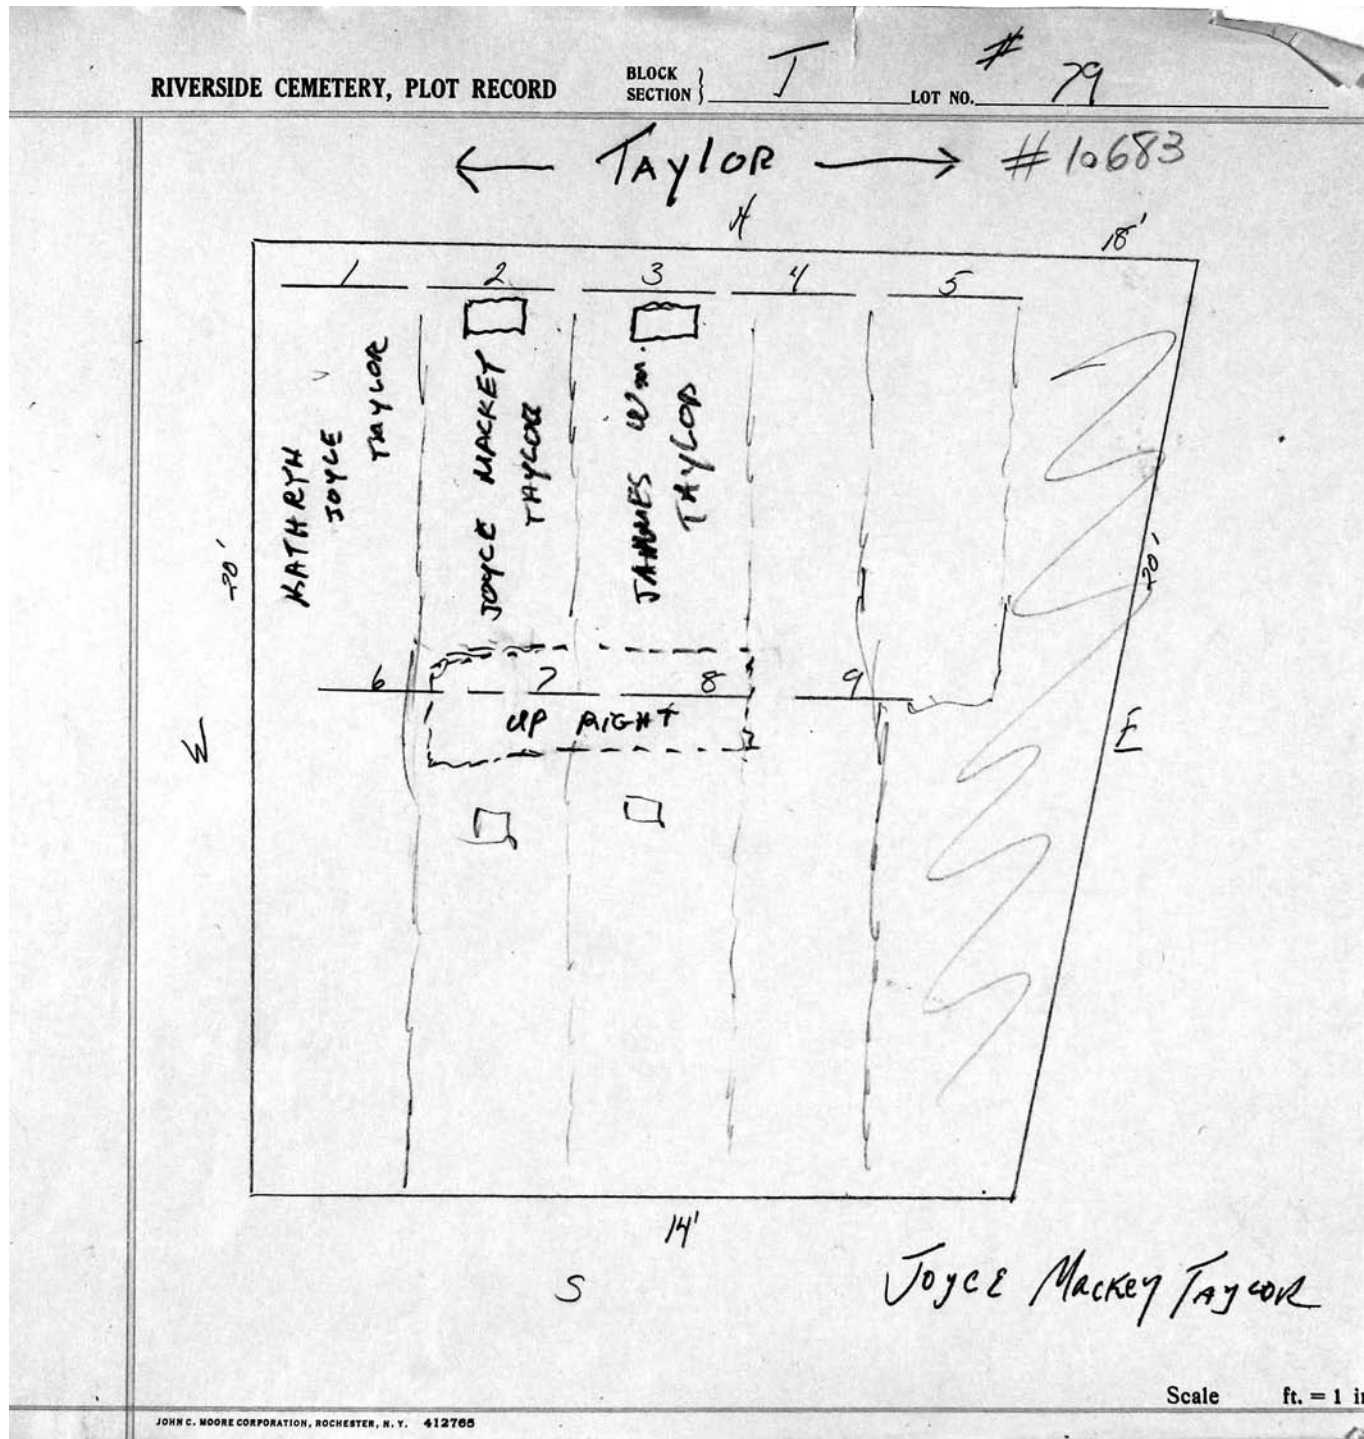 RIVERSIDE CEMETERY, PLOT RECORD
BLOCK
SECTION } T
LOT NO. # 79
← TAYLOR → #10683
N
18'
1 2 3 4 5
KATHRYN
JOYCE
TAYLOR
JOYCE MACKEY
TAYLOR
JAMES Wm.
TAYLOR
20'
20'
6 7 8 9
UP RIGHT
W
E
14'
S
JOYCE MACKEY TAYLOR
Scale ft. = 1 in
JOHN C. MOORE CORPORATION, ROCHESTER, N. Y. 412765